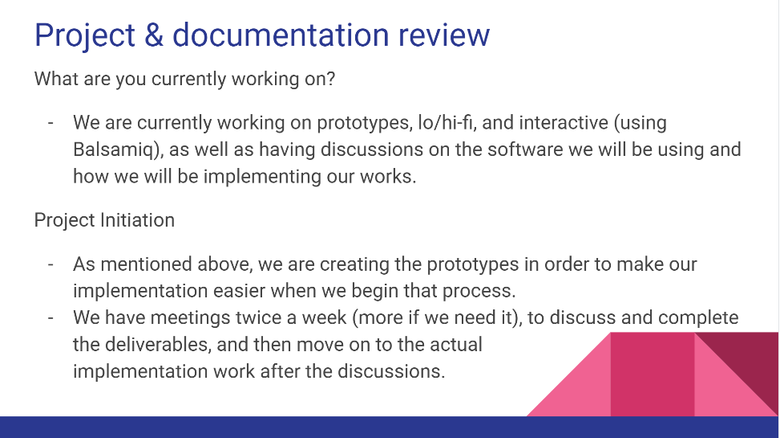 Project & documentation review
What are you currently working on?
- We are currently working on prototypes, lo/hi-fi, and interactive (using
Balsamiq), as well as having discussions on the software we will be using and
how we will be implementing our works.
Project Initiation
- As mentioned above, we are creating the prototypes in order to make our
implementation easier when we begin that process.
- We have meetings twice a week (more if we need it), to discuss and complete
the deliverables, and then move on to the actual
implementation work after the discussions.